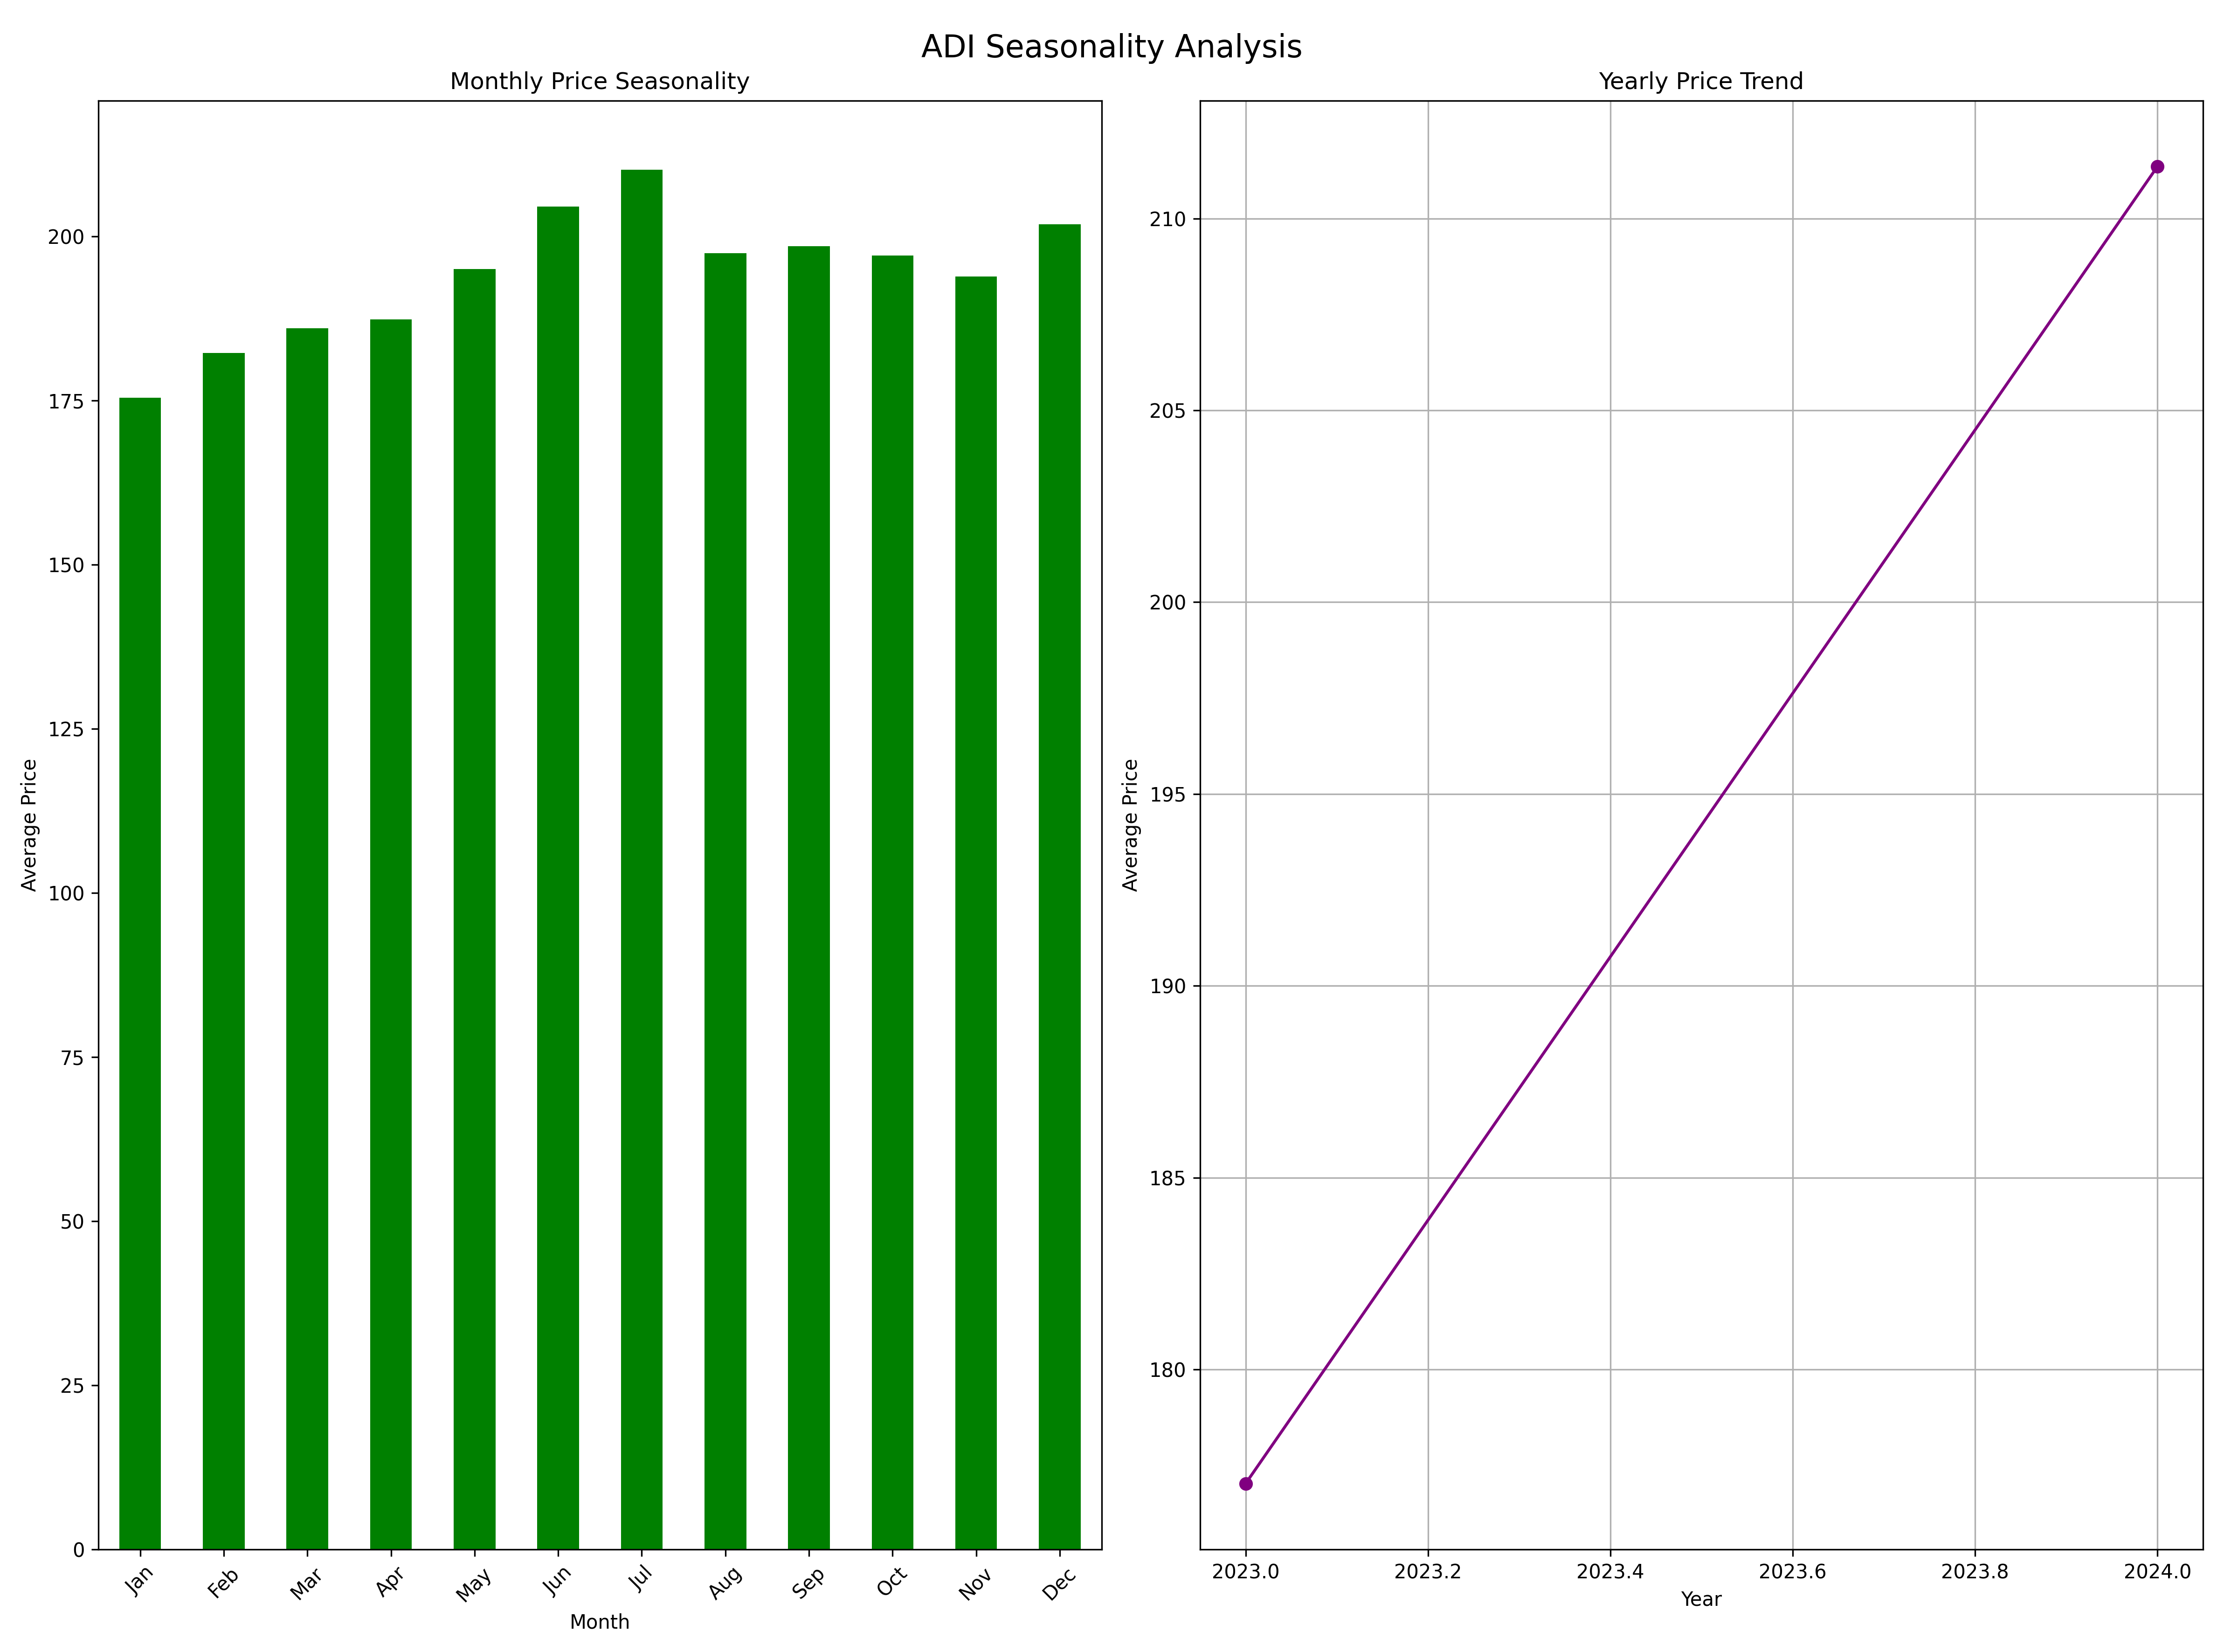 ADI Seasonality Analysis
Monthly Price Seasonality
Average Price
200
175
150
125
100
75
50
25
0
Jan Feb Mar Apr May Jun Jul Aug Sep Oct Nov Dec
Month
Yearly Price Trend
Average Price
210
205
200
195
190
185
180
2023.0 2023.2 2023.4 2023.6 2023.8 2024.0
Year